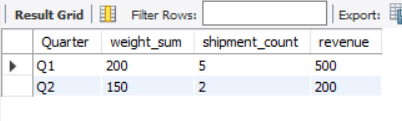 Result Grid Filter Rows: Export:
Quarter weight_sum shipment_count revenue
Q1 200 5 500
Q2 150 2 200